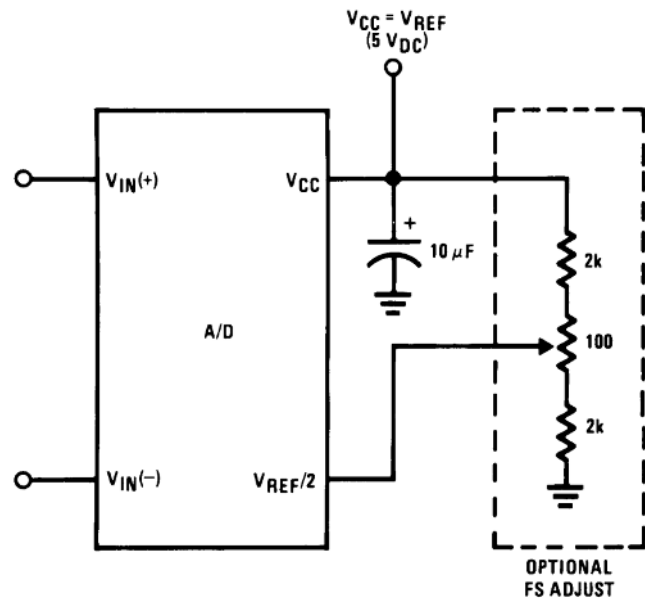 VCC = VREF
(5 VDC)
VIN(+)
VCC
+
10 μF
2k
A/D
100
2k
VIN(−)
VREF/2
OPTIONAL
FS ADJUST